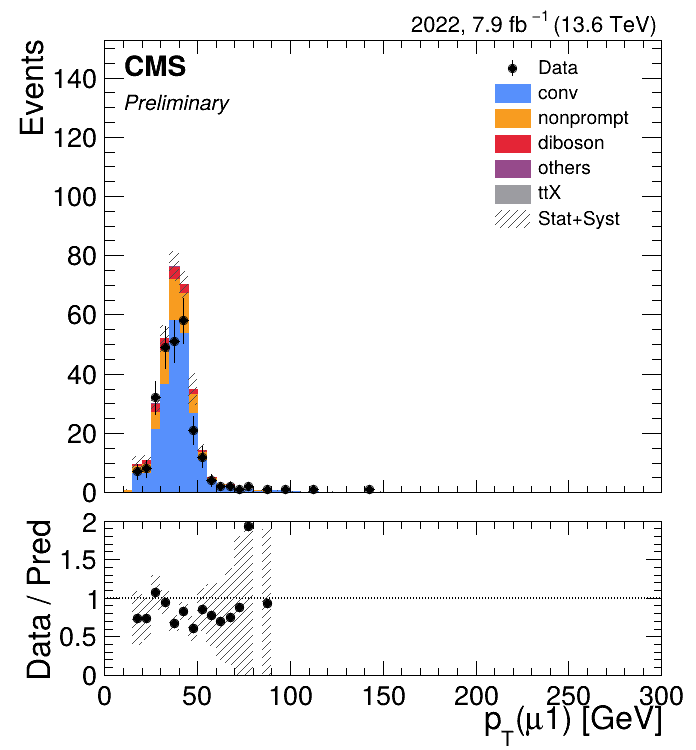 2022, 7.9 fb⁻¹ (13.6 TeV)
CMS
Preliminary
Data
conv
nonprompt
diboson
others
ttX
Stat+Syst
Events
140
120
100
80
60
40
20
0
Data / Pred
2
1.5
1
0.5
0
0 50 100 150 200 250 300
p_T(μ1) [GeV]